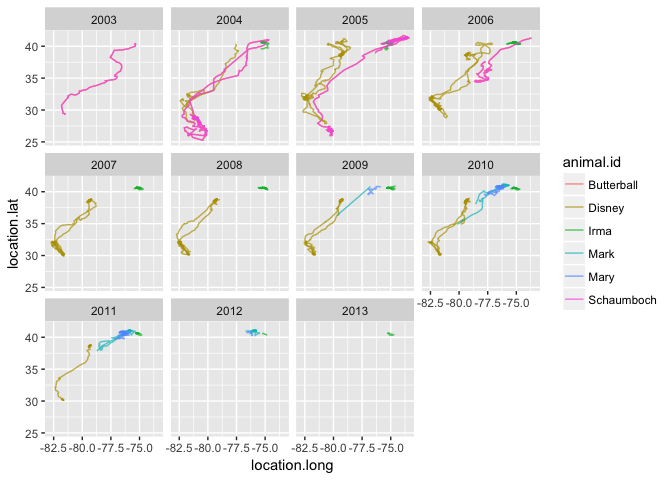 2003 2004 2005 2006
40
35
30
25
2007 2008 2009 2010
animal.id
Butterball
Disney
Irma
Mark
Mary
Schaumboch
location.lat
40
35
30
25
-82.5 -80.0 -77.5 -75.0
2011 2012 2013
40
35
30
25
-82.5 -80.0 -77.5 -75.0 -82.5 -80.0 -77.5 -75.0 -82.5 -80.0 -77.5 -75.0
location.long